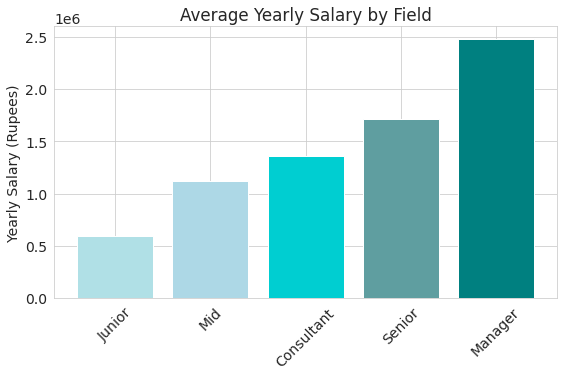 Average Yearly Salary by Field
1e6
Yearly Salary (Rupees)
2.5
2.0
1.5
1.0
0.5
0.0
Junior
Mid
Consultant
Senior
Manager